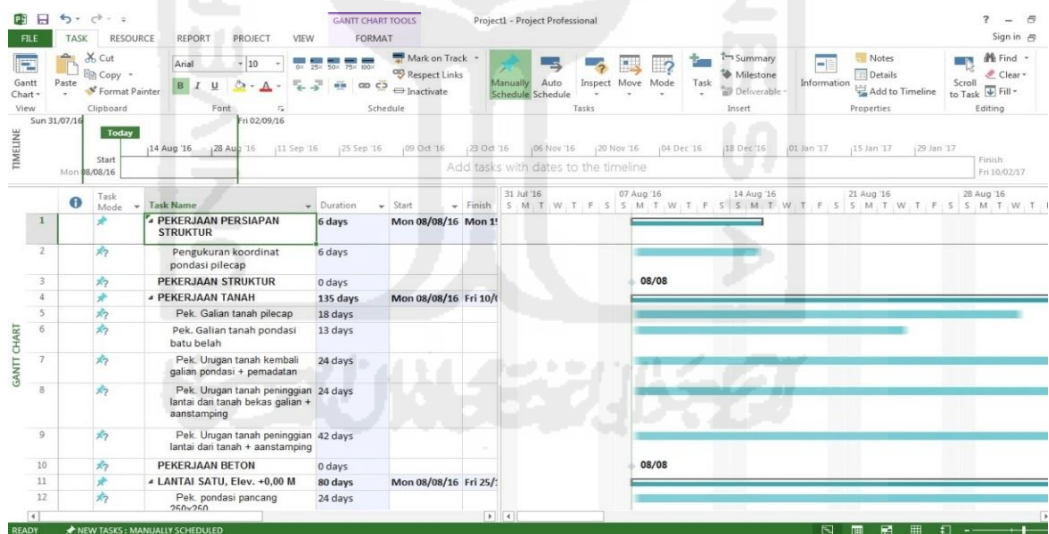 GANTT CHART TOOLS
Project1 - Project Professional
? – 
FILE TASK RESOURCE REPORT PROJECT VIEW FORMAT Sign in
Gantt Chart
View
Paste
Cut
Copy
Format Painter
Clipboard
Arial 10
B I U A
Font
0% 25% 50% 75% 100%
Mark on Track
Respect Links
Inactivate
Schedule
Manually Schedule
Auto Schedule
Inspect
Move
Mode
Tasks
Task
Summary
Milestone
Deliverable
Insert
Information
Notes
Details
Add to Timeline
Properties
Scroll to Task
Find
Clear
Fill
Editing
TIMELINE
Sun 31/07/16 Fri 02/09/16
Today
14 Aug '16 28 Aug '16 11 Sep '16 25 Sep '16 09 Oct '16 23 Oct '16 06 Nov '16 20 Nov '16 04 Dec '16 18 Dec '16 01 Jan '17 15 Jan '17 29 Jan '17
Start
Mon 08/08/16
Add tasks with dates to the timeline
Finish
Fri 10/02/17
GANTT CHART
Task Mode Task Name Duration Start Finish
31 Jul '16 07 Aug '16 14 Aug '16 21 Aug '16 28 Aug '16
S M T W T F S S M T W T F S S M T W T F S S M T W T F S S M T W T
1 PEKERJAAN PERSIAPAN 6 days Mon 08/08/16 Mon
STRUKTUR
2 Pengukuran koordinat 6 days
pondasi pilecap
3 PEKERJAAN STRUKTUR 0 days 08/08
4 PEKERJAAN TANAH 135 days Mon 08/08/16 Fri
5 Pek. Galian tanah pilecap 18 days
6 Pek. Galian tanah pondasi 13 days
batu belah
7 Pek. Urugan tanah kembali 24 days
galian pondasi + pemadatan
8 Pek. Urugan tanah peninggian 24 days
lantai dari tanah bekas galian +
aanstamping
9 Pek. Urugan tanah peninggian 42 days
lantai dari tanah + aanstamping
10 PEKERJAAN BETON 0 days 08/08
11 LANTAI SATU, Elev. +0,00 M 80 days Mon 08/08/16 Fri
12 Pek. pondasi pancang 24 days
250x250
READY NEW TASKS : MANUALLY SCHEDULED